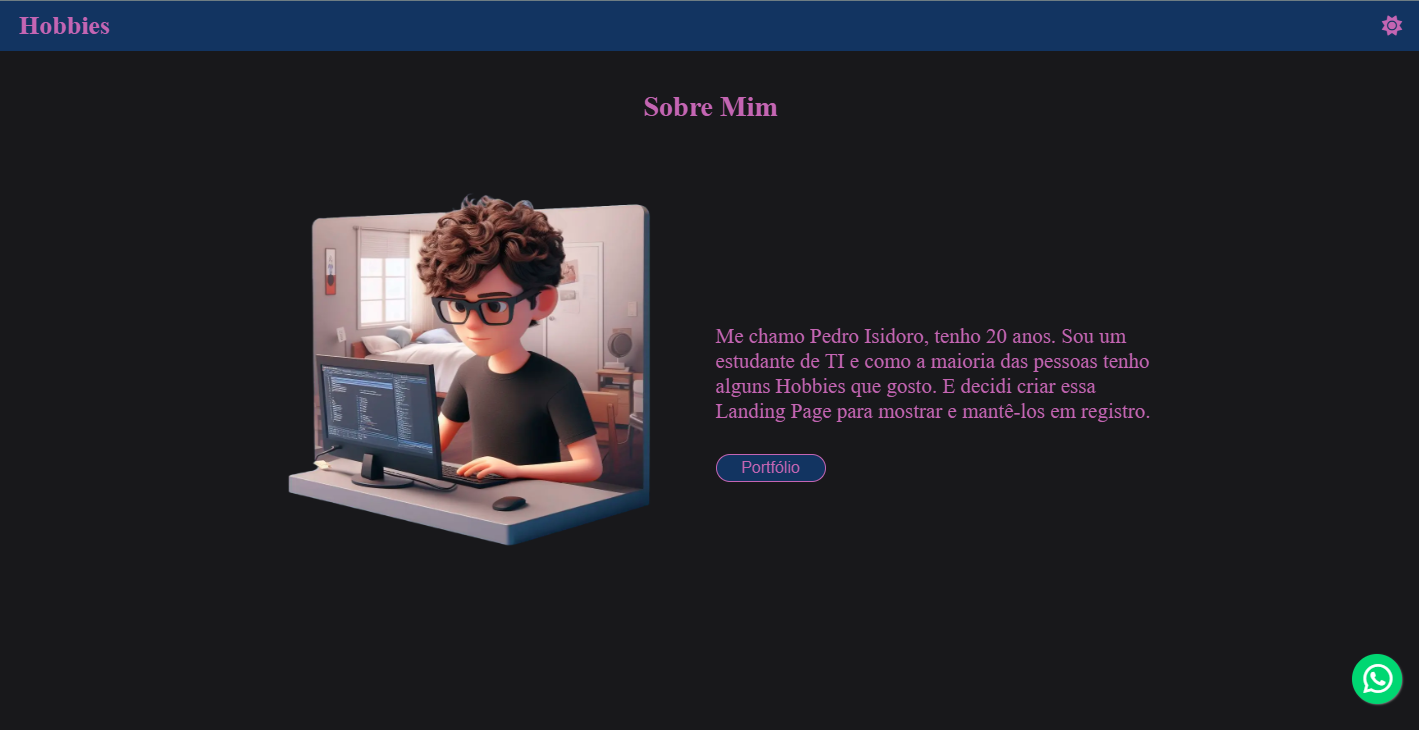 Hobbies
Sobre Mim
Me chamo Pedro Isidoro, tenho 20 anos. Sou um
estudante de TI e como a maioria das pessoas tenho
alguns Hobbies que gosto. E decidi criar essa
Landing Page para mostrar e mantê-los em registro.
Portfólio